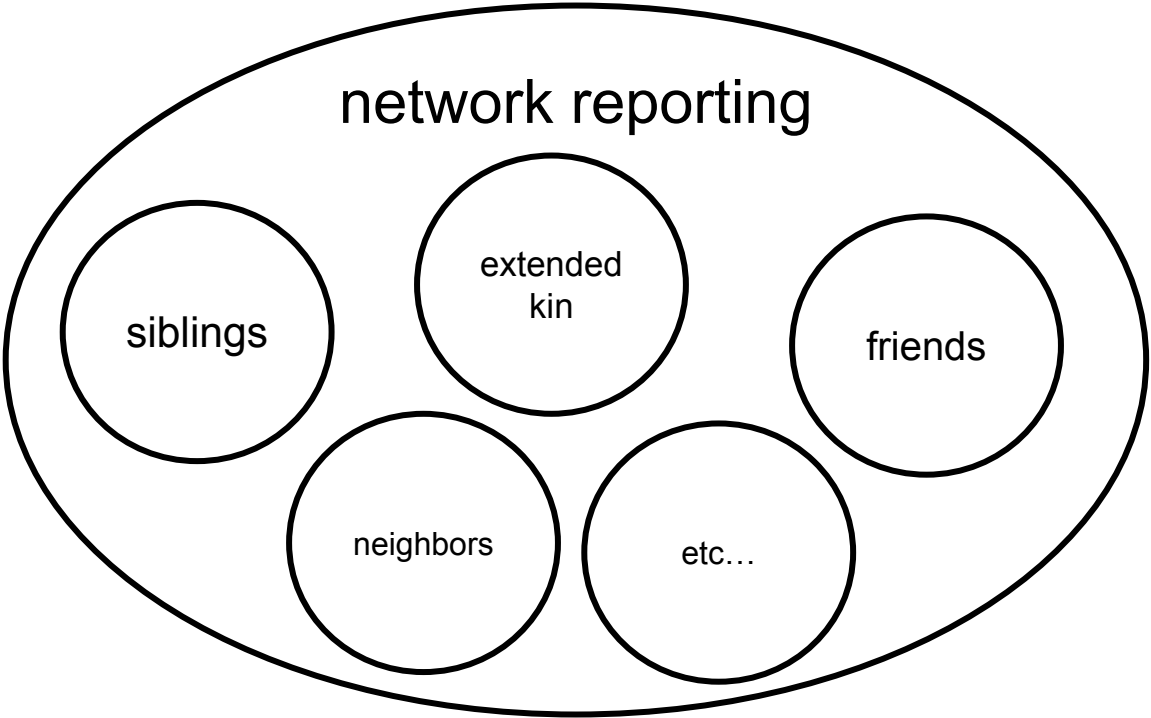 network reporting
extended
kin
siblings
friends
neighbors
etc…